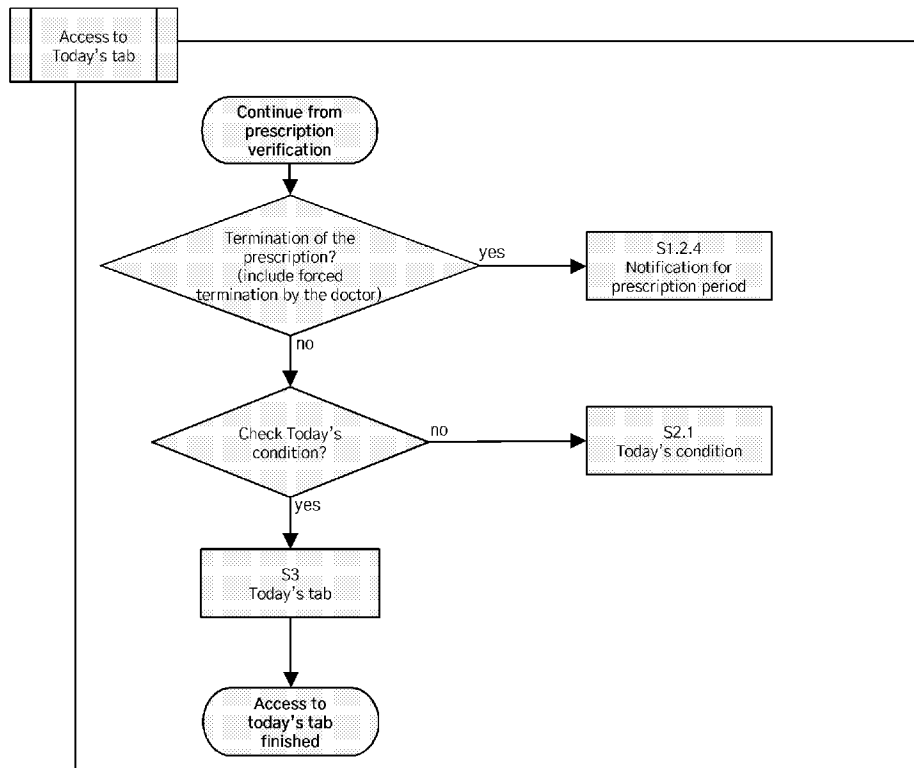 Access to
Today's tab
Continue from
prescription
verification
Termination of the
prescription?
(include forced
termination by the doctor)
yes
S1.2.4
Notification for
prescription period
no
Check Today's
condition?
no
S2.1
Today's condition
yes
S3
Today's tab
Access to
today's tab
finished